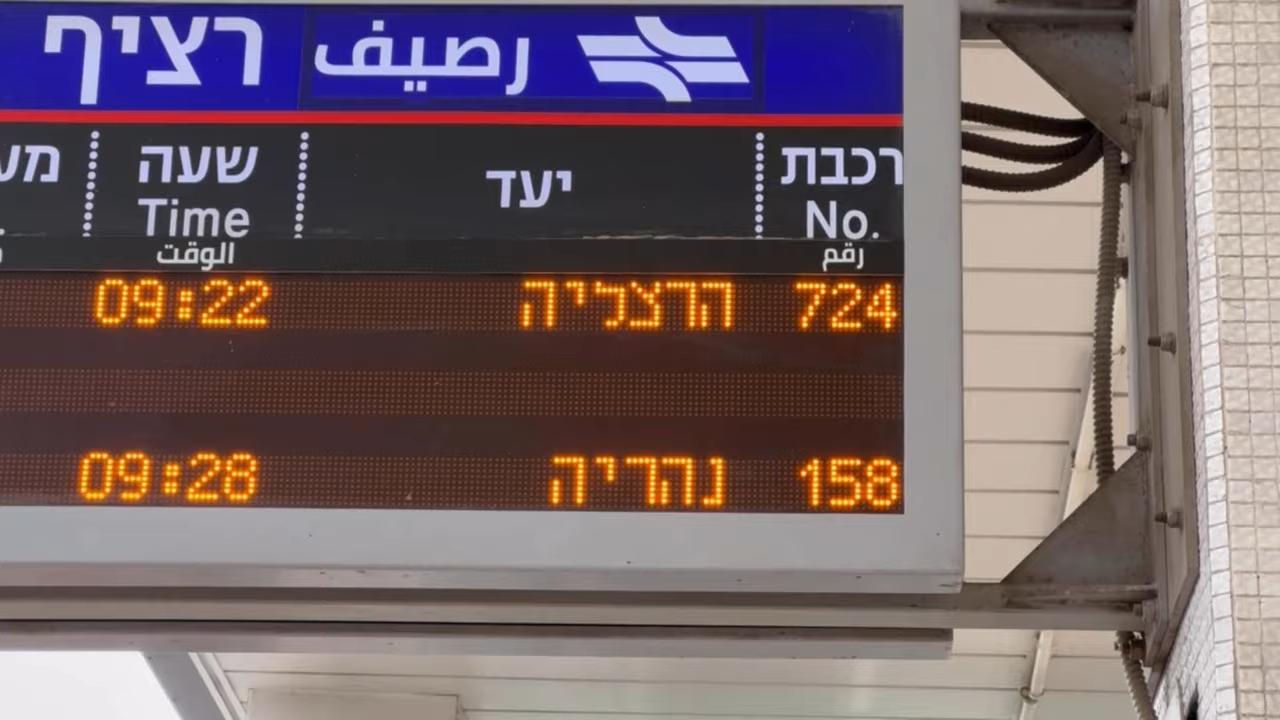 رصيف רציף
רכבת
No.
رقم
יעד
שעה
Time
الوقت
724 הרצליה 09:22
158 נהריה 09:28